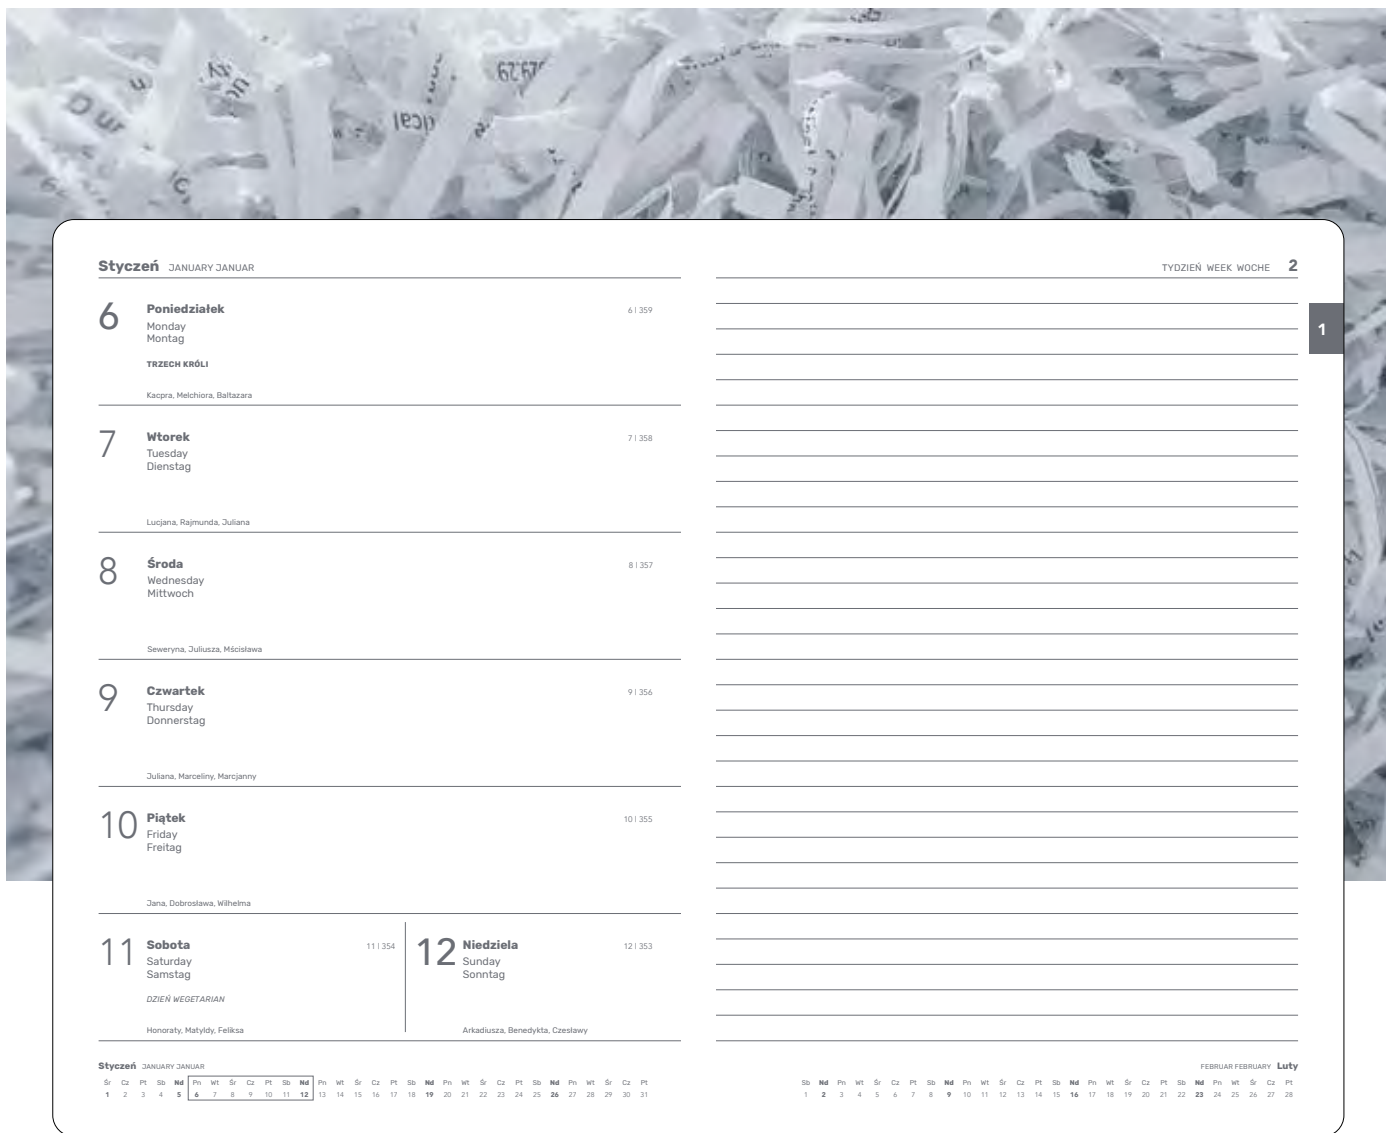 Styczeń JANUARY JANUAR
TYDZIEŃ WEEK WOCHE 2
1
6 Poniedziałek 6 | 359
Monday
Montag
TRZECH KRÓLI
Kacpra, Melchiora, Baltazara
7 Wtorek 7 | 358
Tuesday
Dienstag
Lucjana, Rajmunda, Juliana
8 Środa 8 | 357
Wednesday
Mittwoch
Seweryna, Juliusza, Mścisława
9 Czwartek 9 | 356
Thursday
Donnerstag
Juliana, Marceliny, Marcjanny
10 Piątek 10 | 355
Friday
Freitag
Jana, Dobrosława, Wilhelma
11 Sobota 11 | 354
Saturday
Samstag
DZIEŃ WEGETARIAN
Honoraty, Matyldy, Feliksa
12 Niedziela 12 | 353
Sunday
Sonntag
Arkadiusza, Benedykta, Czesławy
Styczeń JANUARY JANUAR
Śr Cz Pt Sb Nd Pn Wt Śr Cz Pt Sb Nd Pn Wt Śr Cz Pt Sb Nd Pn Wt Śr Cz Pt Sb Nd Pn Wt Śr Cz Pt
1 2 3 4 5 6 7 8 9 10 11 12 13 14 15 16 17 18 19 20 21 22 23 24 25 26 27 28 29 30 31
FEBRUAR FEBRUARY Luty
Sb Nd Pn Wt Śr Cz Pt Sb Nd Pn Wt Śr Cz Pt Sb Nd Pn Wt Śr Cz Pt Sb Nd Pn Wt Śr Cz Pt
1 2 3 4 5 6 7 8 9 10 11 12 13 14 15 16 17 18 19 20 21 22 23 24 25 26 27 28